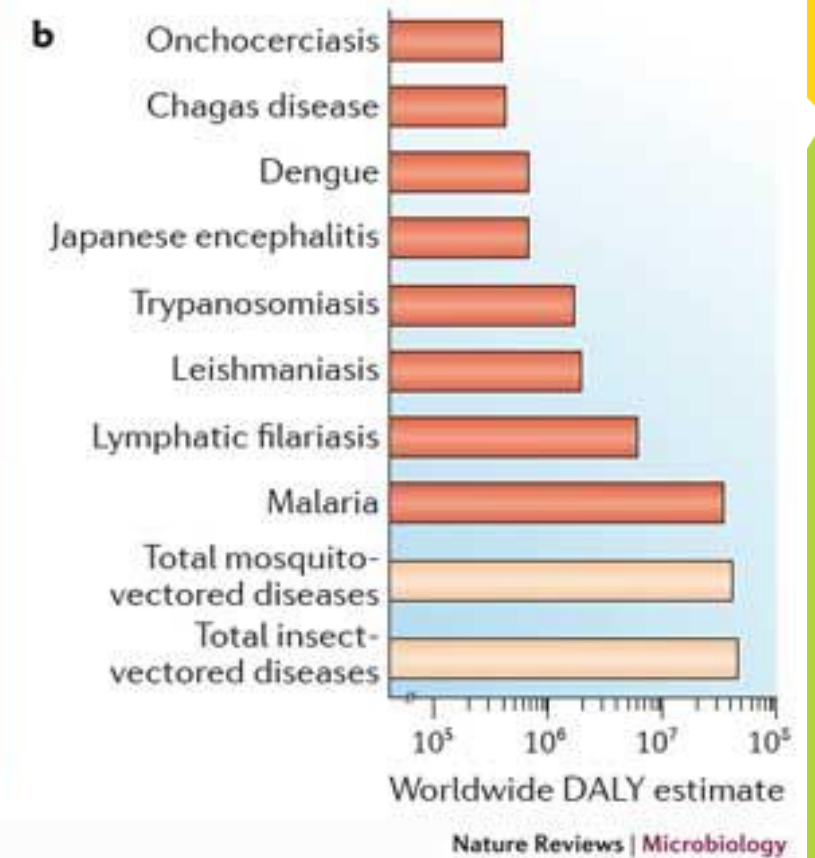 b
Onchocerciasis
Chagas disease
Dengue
Japanese encephalitis
Trypanosomiasis
Leishmaniasis
Lymphatic filariasis
Malaria
Total mosquito-
vectored diseases
Total insect-
vectored diseases
10⁵ 10⁶ 10⁷ 10⁸
Worldwide DALY estimate
Nature Reviews | Microbiology